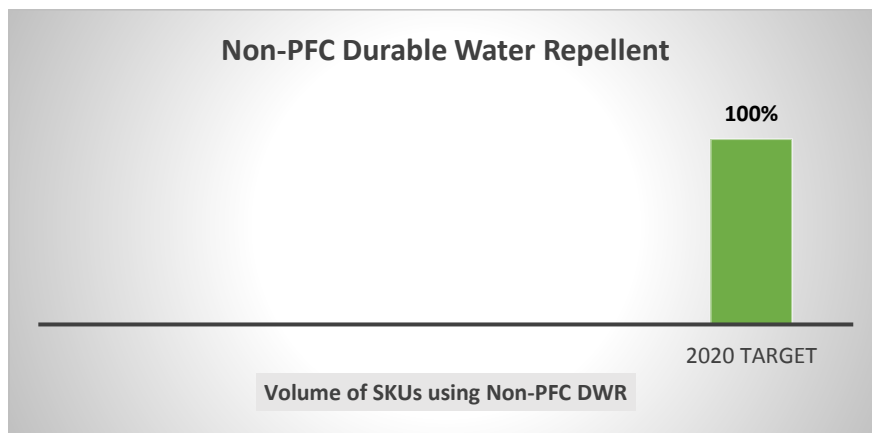 Non-PFC Durable Water Repellent
100%
2020 TARGET
Volume of SKUs using Non-PFC DWR